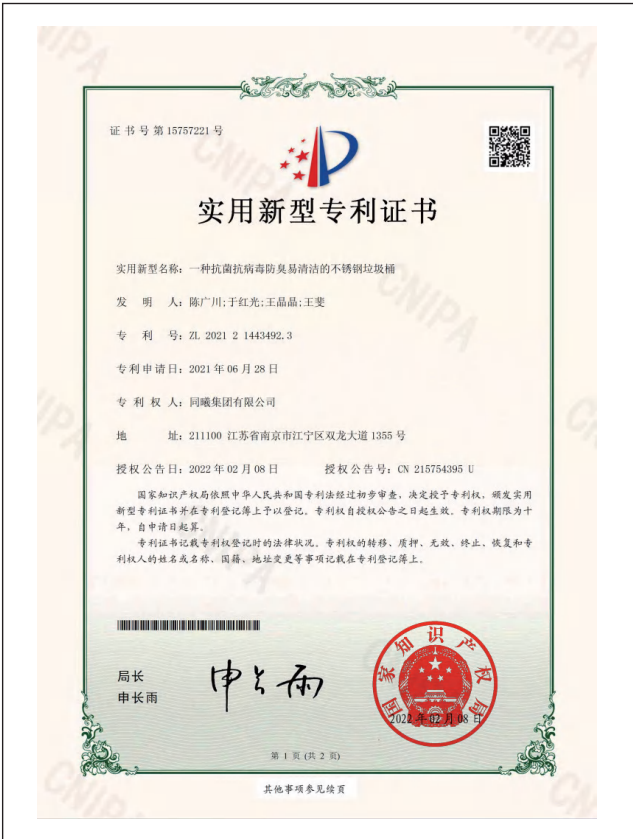 证书号第15757221号
实用新型专利证书
实用新型名称：一种抗菌抗病毒防臭易清洁的不锈钢垃圾桶
发明人：陈广川;于红光;王晶晶;王斐
专利号：ZL 2021 2 1443492.3
专利申请日：2021年06月28日
专利权人：同曦集团有限公司
地址：211100 江苏省南京市江宁区双龙大道1355号
授权公告日：2022年02月08日 授权公告号：CN 215754395 U
国家知识产权局依照中华人民共和国专利法经过初步审查，决定授予专利权，颁发实用
新型专利证书并在专利登记簿上予以登记。专利权自授权公告之日起生效。专利权期限为十
年，自申请日起算。
专利证书记载专利权登记时的法律状况。专利权的转移、质押、无效、终止、恢复和专
利权人的姓名或名称、国籍、地址变更等事项记载在专利登记簿上。
局长
申长雨
申长雨
国家知识产权局
2022年02月08日
第 1 页 (共 2 页)
其他事项参见续页
CNIPA
CNIPA
CNIPA
CNIPA